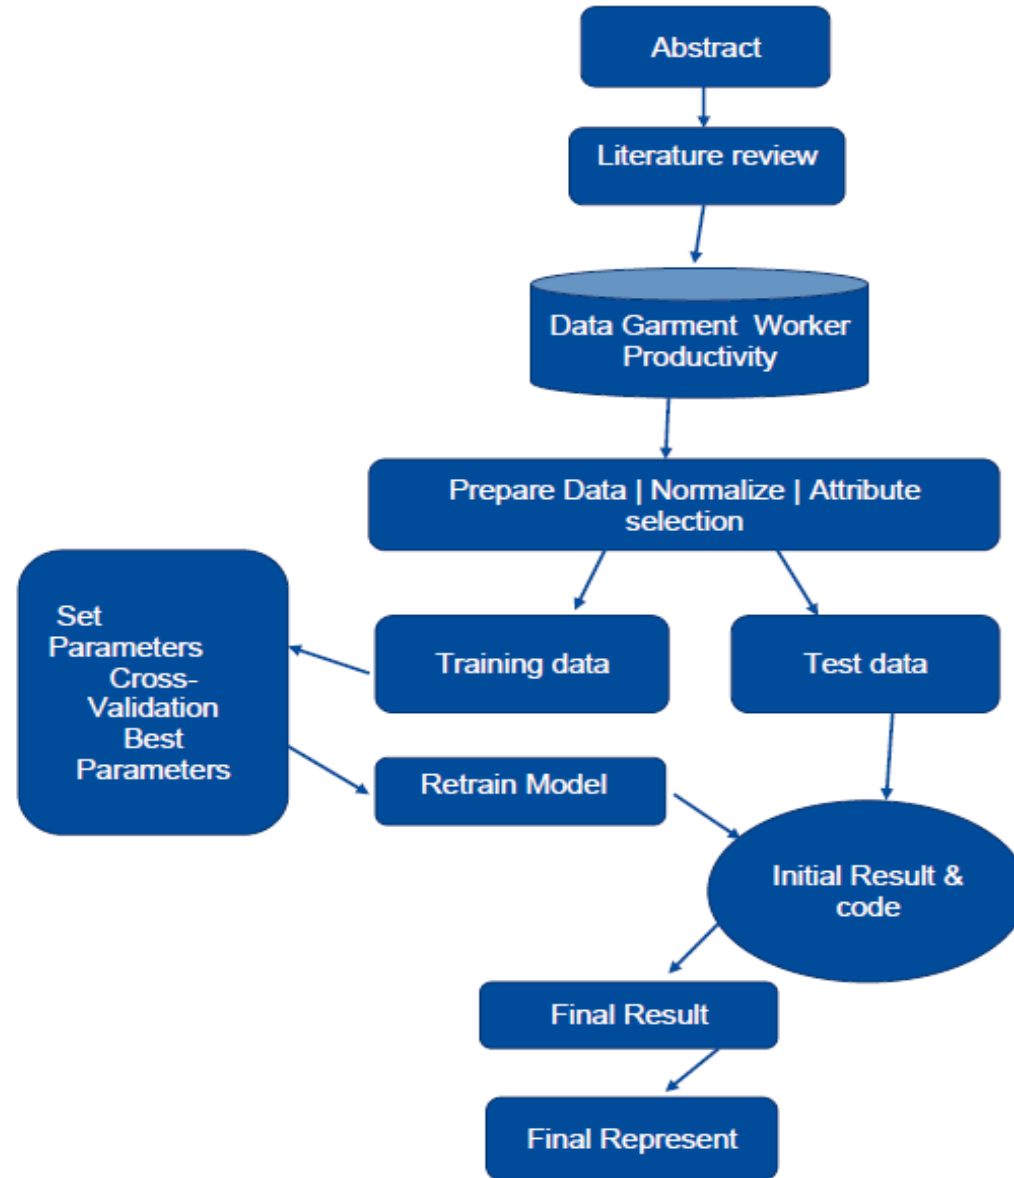 Abstract
Literature review
Data Garment Worker
Productivity
Prepare Data | Normalize | Attribute
selection
Set
Parameters
Cross-
Validation
Best
Parameters
Training data
Test data
Retrain Model
Initial Result &
code
Final Result
Final Represent